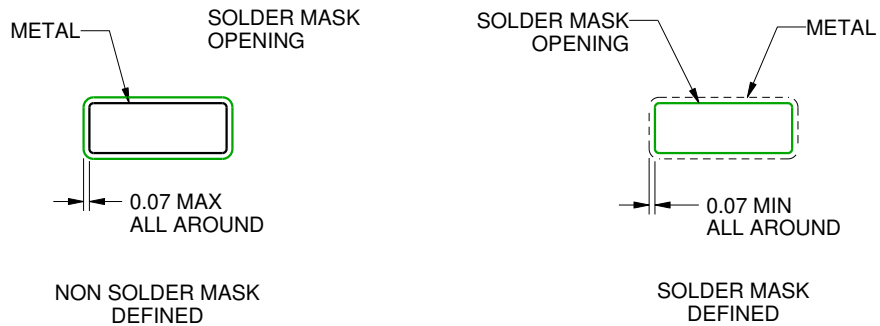 METAL
SOLDER MASK
OPENING
0.07 MAX
ALL AROUND
NON SOLDER MASK
DEFINED
SOLDER MASK
OPENING
METAL
0.07 MIN
ALL AROUND
SOLDER MASK
DEFINED